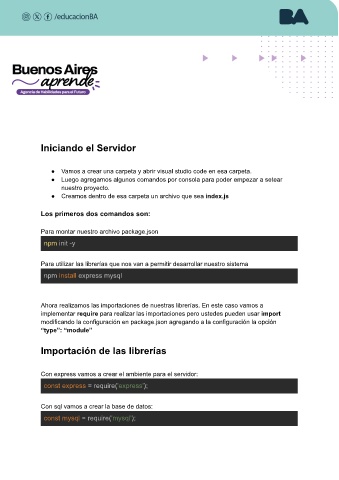 /educacionBA
BA
Buenos Aires
aprende
Agencia de Habilidades para el Futuro
Iniciando el Servidor
● Vamos a crear una carpeta y abrir visual studio code en esa carpeta.
● Luego agregamos algunos comandos por consola para poder empezar a setear
nuestro proyecto.
● Creamos dentro de esa carpeta un archivo que sea index.js
Los primeros dos comandos son:
Para montar nuestro archivo package.json
npm init -y
Para utilizar las librerías que nos van a permitir desarrollar nuestro sistema
npm install express mysql
Ahora realizamos las importaciones de nuestras librerías. En este caso vamos a
implementar require para realizar las importaciones pero ustedes pueden usar import
modificando la configuración en package.json agregando a la configuración la opción
“type”: “module”
Importación de las librerías
Con express vamos a crear el ambiente para el servidor:
const express = require('express');
Con sql vamos a crear la base de datos:
const mysql = require('mysql');